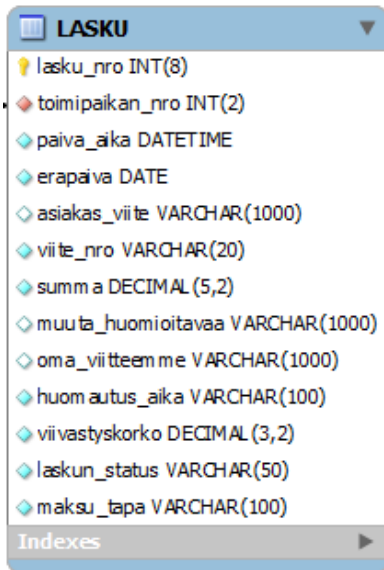 LASKU
lasku_nro INT(8)
toimipaikan_nro INT(2)
paiva_aika DATETIME
erapaiva DATE
asiakas_viite VARCHAR(1000)
viite_nro VARCHAR(20)
summa DECIMAL(5,2)
muuta_huomioitavaa VARCHAR(1000)
oma_viitteemme VARCHAR(1000)
huomautus_aika VARCHAR(100)
viivastyskorko DECIMAL(3,2)
laskun_status VARCHAR(50)
maksu_tapa VARCHAR(100)
Indexes